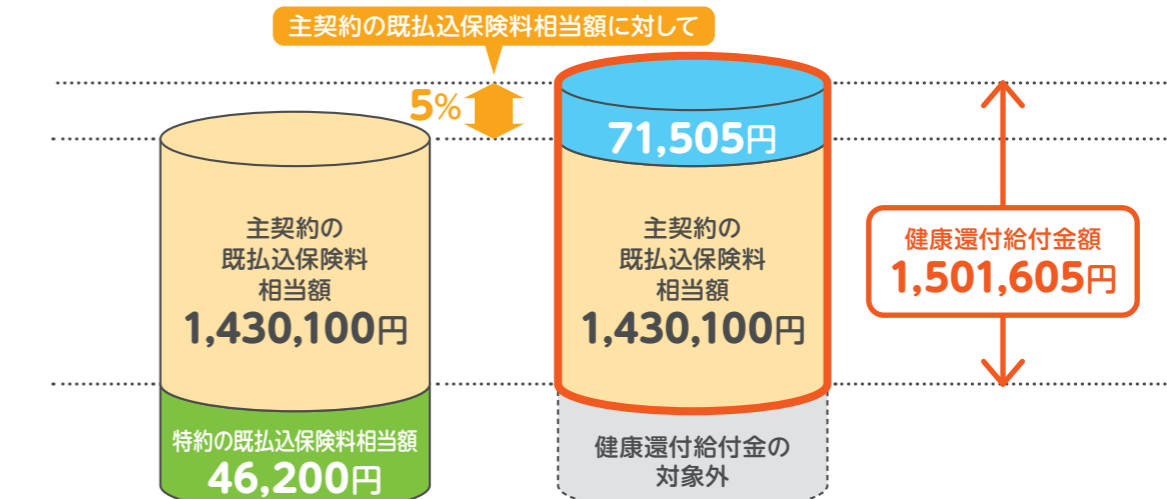 主契約の既払込保険料相当額に対して
5%
71,505円
主契約の
既払込保険料
相当額
1,430,100円
主契約の
既払込保険料
相当額
1,430,100円
健康還付給付金額
1,501,605円
特約の既払込保険料相当額
46,200円
健康還付給付金の
対象外